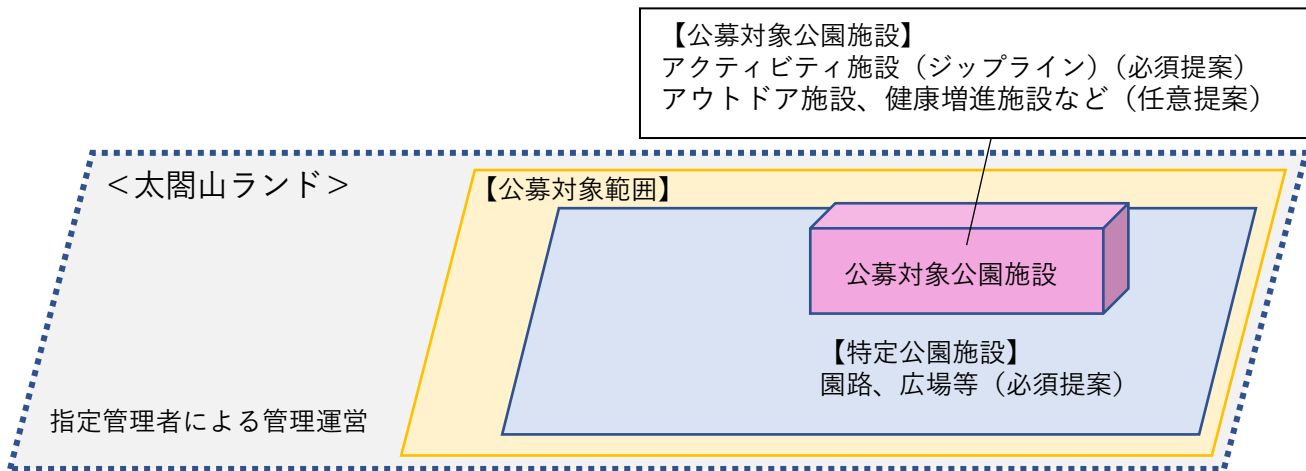 【公募対象公園施設】
アクティビティ施設（ジップライン）（必須提案）
アウトドア施設、健康増進施設など（任意提案）
＜太閤山ランド＞
【公募対象範囲】
公募対象公園施設
【特定公園施設】
園路、広場等（必須提案）
指定管理者による管理運営